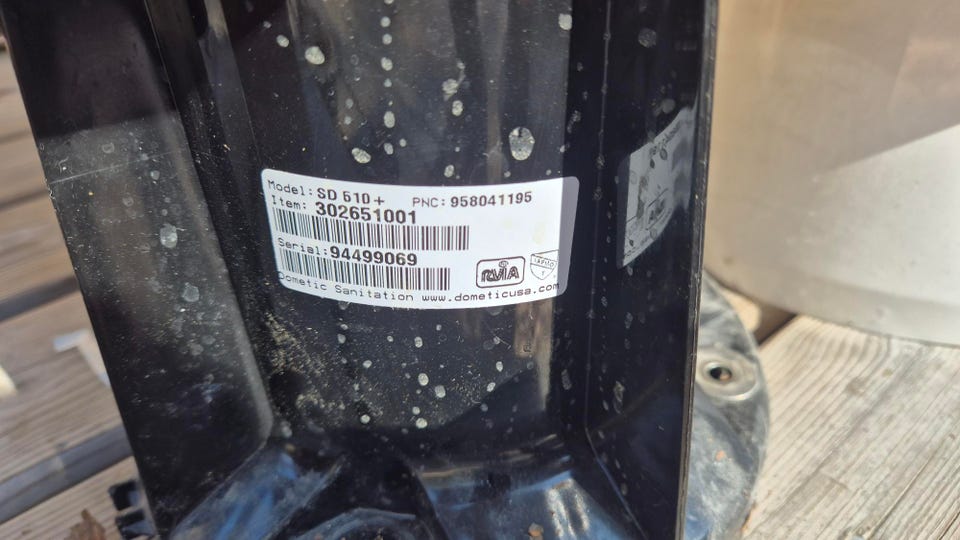 Model: SD 510+ PNC: 958041195
Item: 302651001
Serial: 94499069
RVIA
Dometic Sanitation www.dometicusa.com